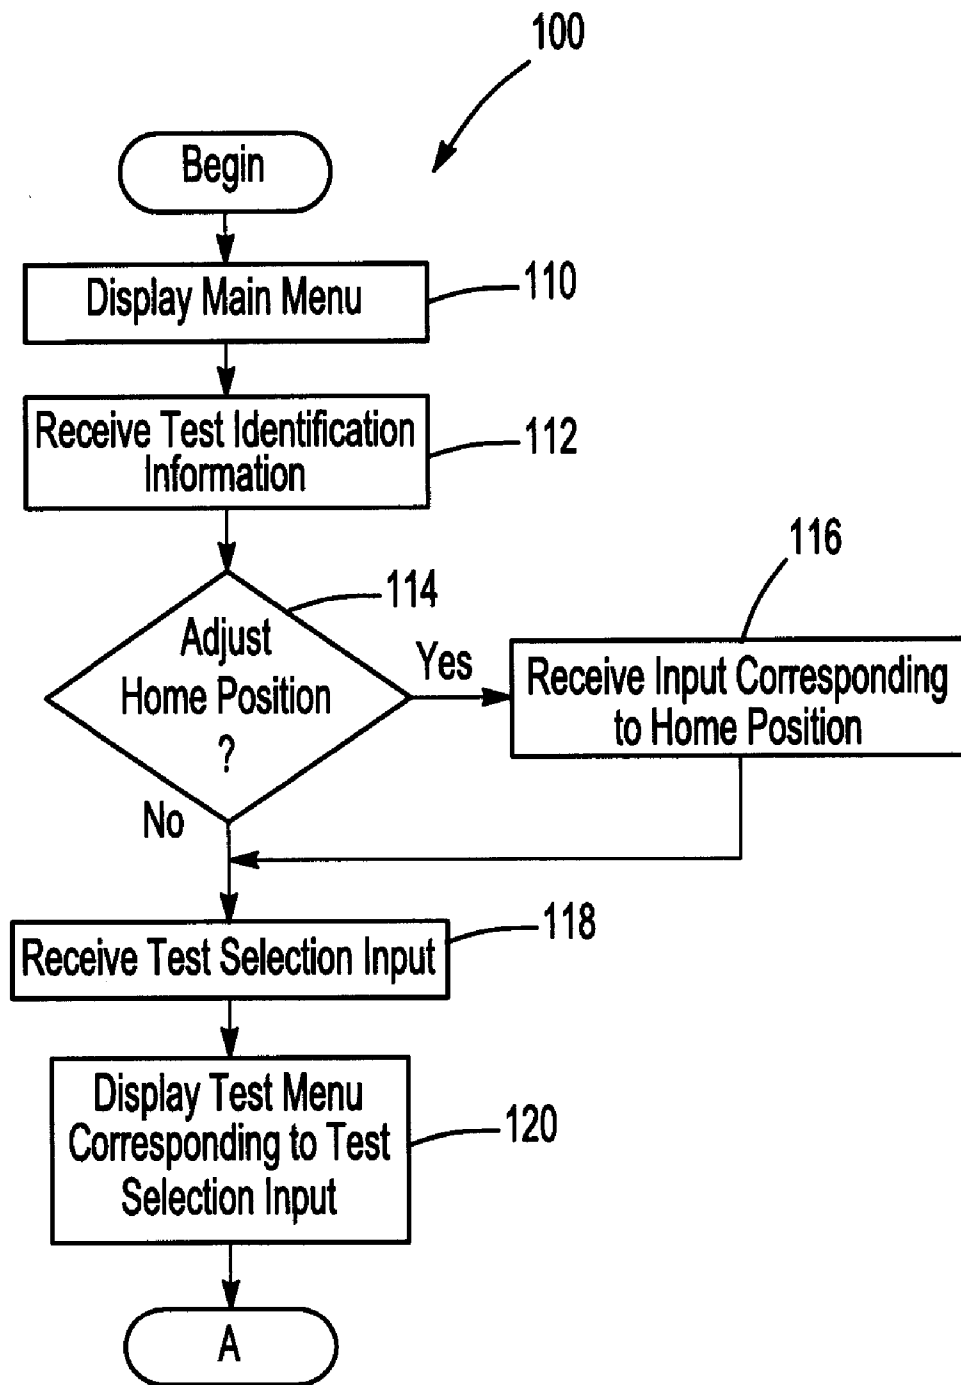 100
Begin
Display Main Menu
110
Receive Test Identification
Information
112
114
Adjust
Home Position
?
Yes
No
116
Receive Input Corresponding
to Home Position
118
Receive Test Selection Input
Display Test Menu
Corresponding to Test
Selection Input
120
A